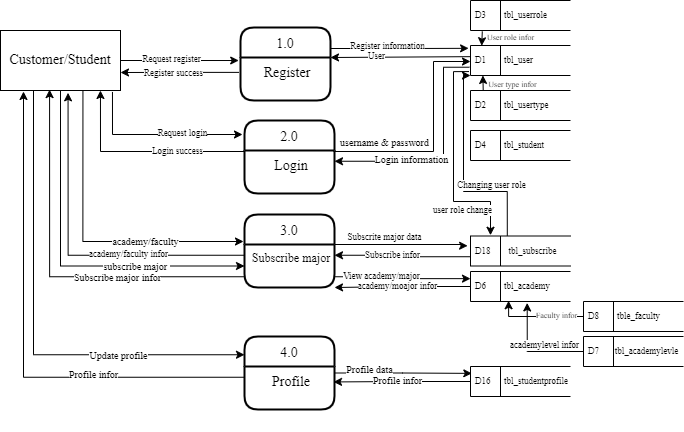 D3 tbl_userrole
User role infor
Customer/Student
Request register
Register success
1.0
Register
Register information
User
D1 tbl_user
User type infor
D2 tbl_usertype
Request login
Login success
2.0
Login
username & password
Login information
D4 tbl_student
Changing user role
user role change
academy/faculty
academy/faculty infor
subscribe major
Subscribe major infor
3.0
Subscribe major
Subscrite major data
Subscribe infor
D18 tbl_subscribe
View academy/major
academy/moajor infor
D6 tbl_academy
Faculty infor
D8 tble_faculty
academylevel infor
D7 tbl_academylevle
Update profile
Profile infor
4.0
Profile
Profile data
Profile infor
D16 tbl_studentprofile